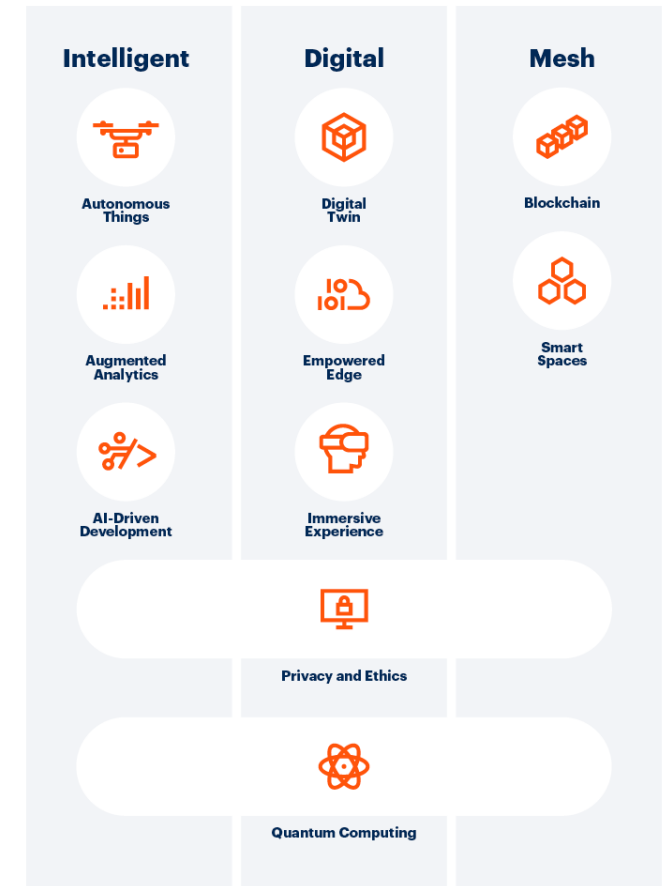 Intelligent
Autonomous
Things
Augmented
Analytics
AI-Driven
Development
Digital
Digital
Twin
Empowered
Edge
Immersive
Experience
Mesh
Blockchain
Smart
Spaces
Privacy and Ethics
Quantum Computing